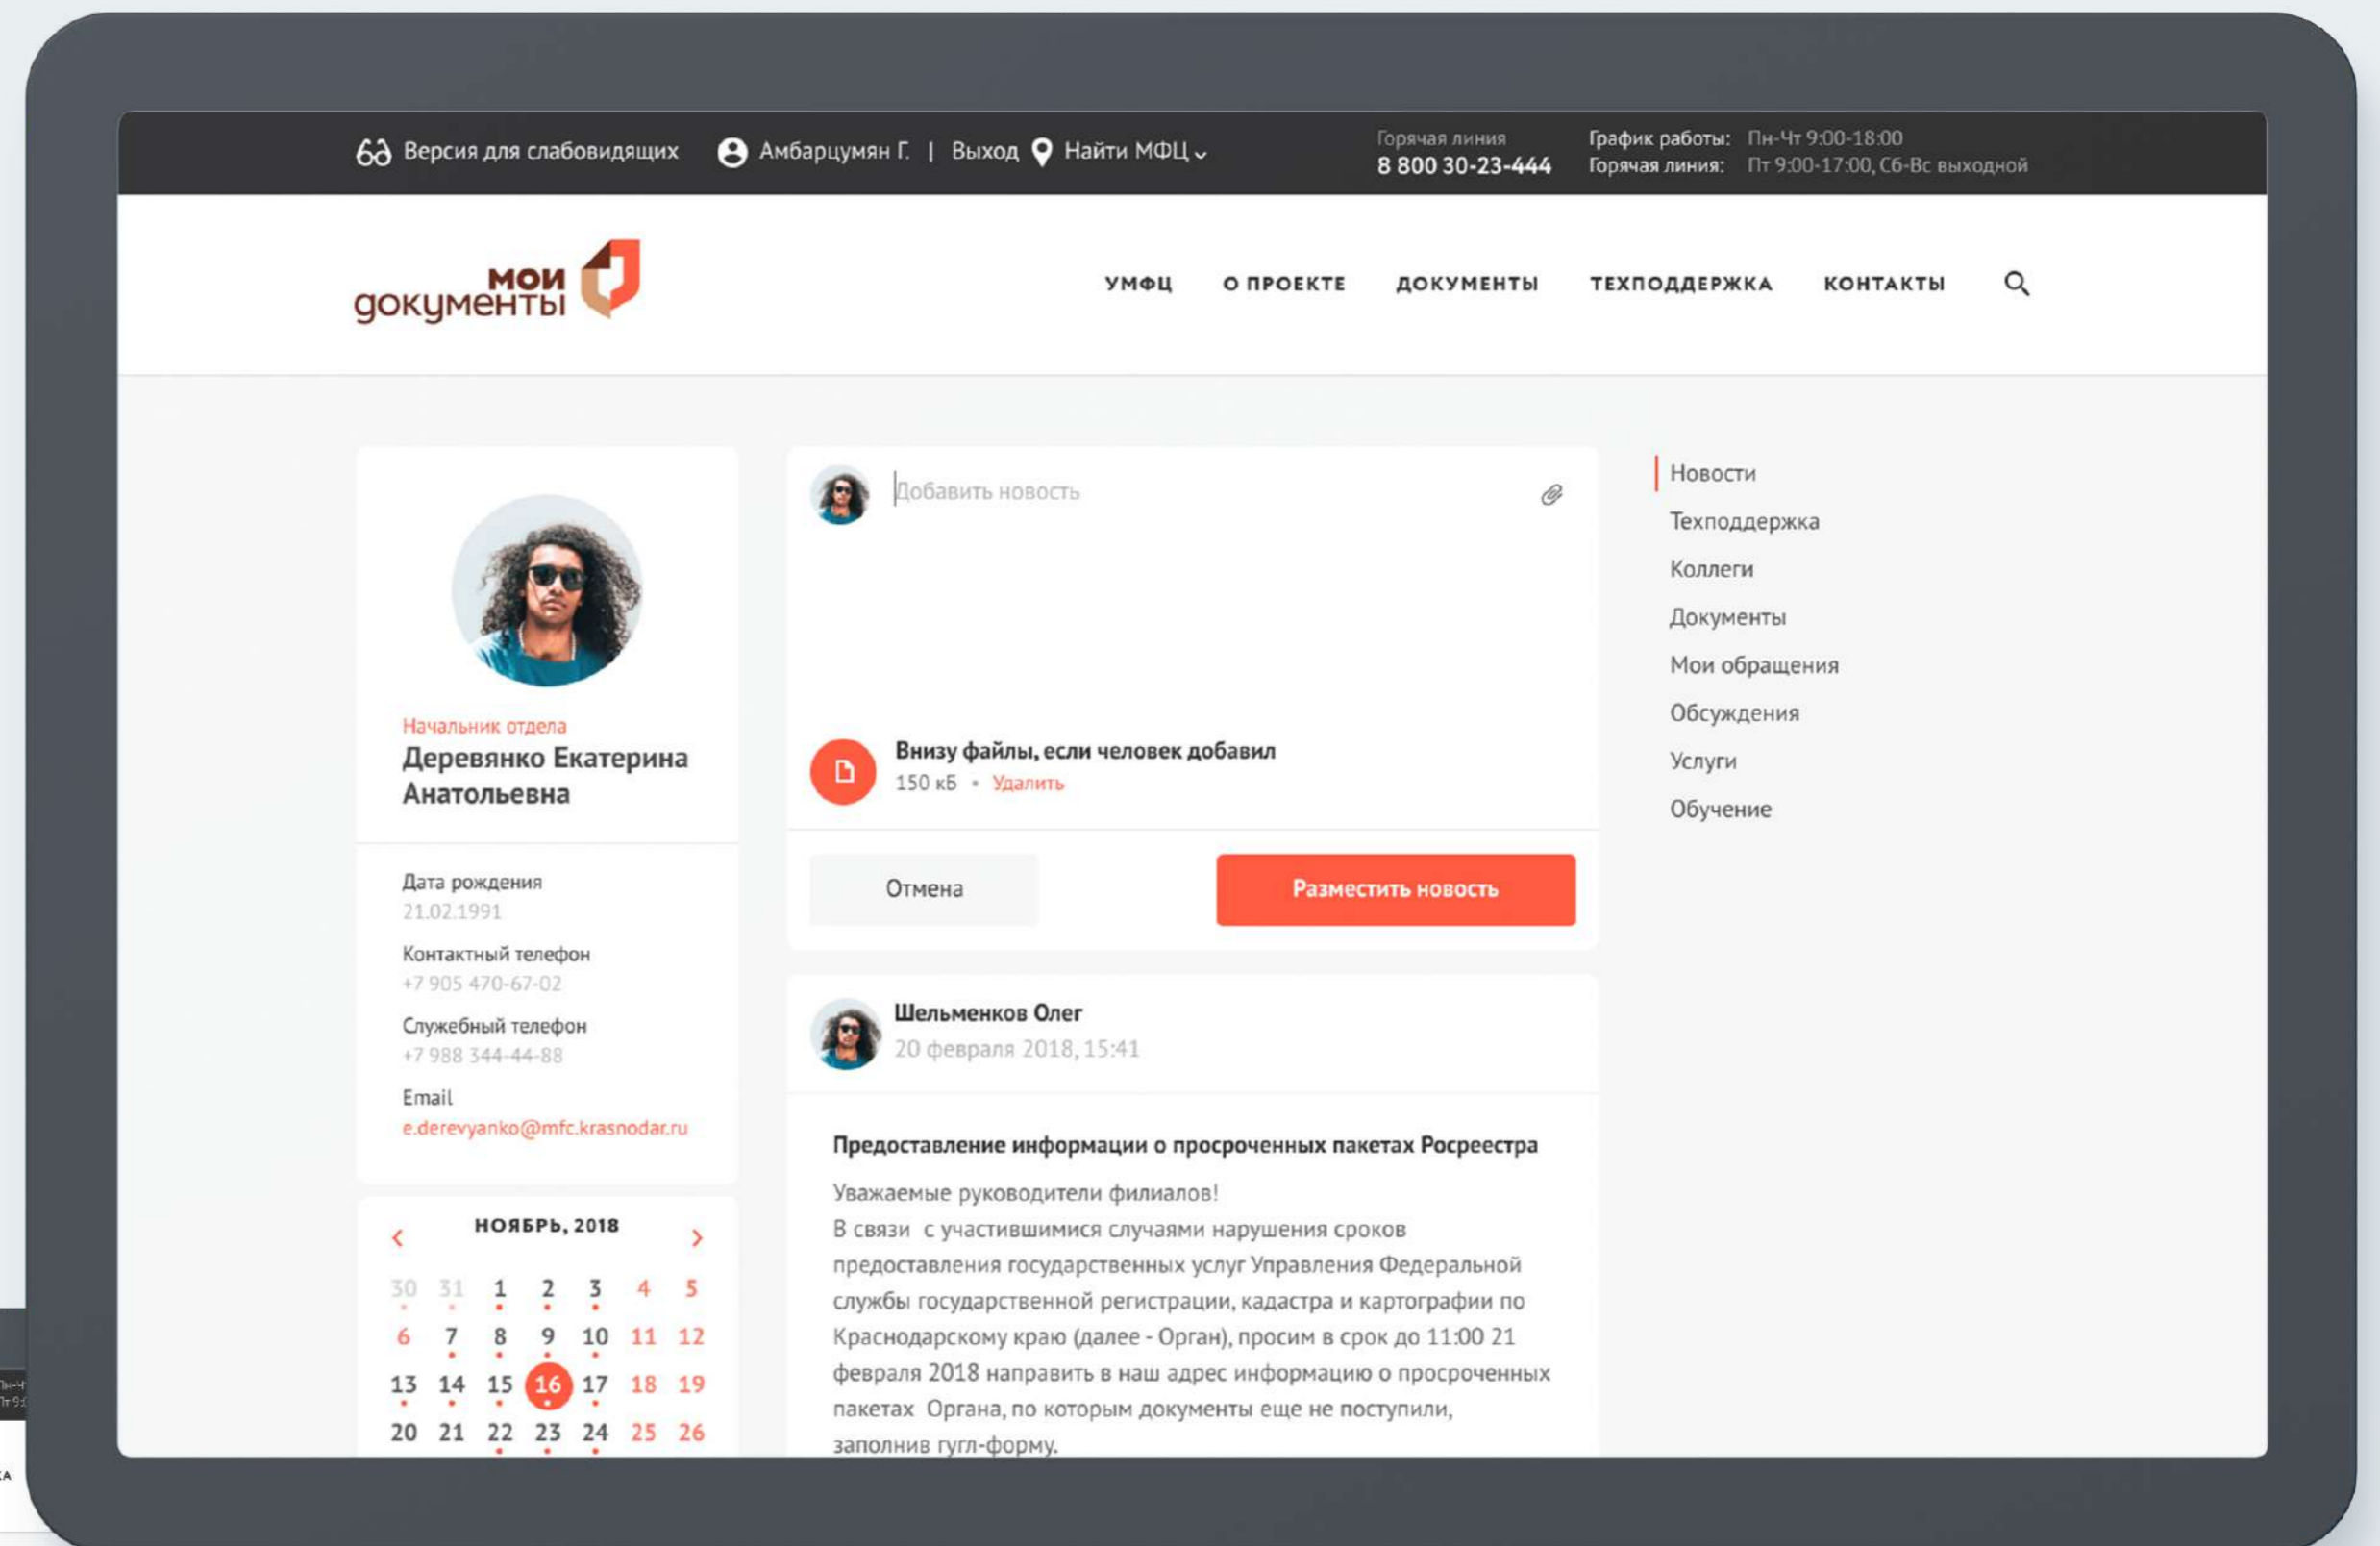 Версия для слабовидящих Амбарцумян Г. | Выход Найти МФЦ
Горячая линия
8 800 30-23-444
График работы: Пн-Чт 9:00-18:00
Горячая линия: Пт 9:00-17:00, Сб-Вс выходной
мои
документы
УМФЦ О ПРОЕКТЕ ДОКУМЕНТЫ ТЕХПОДДЕРЖКА КОНТАКТЫ
Начальник отдела
Деревянко Екатерина
Анатольевна
Дата рождения
21.02.1991
Контактный телефон
+7 905 470-67-02
Служебный телефон
+7 988 344-44-88
Email
e.derevyanko@mfc.krasnodar.ru
НОЯБРЬ, 2018
30 31 1 2 3 4 5
6 7 8 9 10 11 12
13 14 15 16 17 18 19
20 21 22 23 24 25 26
Добавить новость
Внизу файлы, если человек добавил
150 кБ • Удалить
Отмена
Разместить новость
Шельменков Олег
20 февраля 2018, 15:41
Предоставление информации о просроченных пакетах Росреестра
Уважаемые руководители филиалов!
В связи с участившимися случаями нарушения сроков
предоставления государственных услуг Управления Федеральной
службы государственной регистрации, кадастра и картографии по
Краснодарскому краю (далее - Орган), просим в срок до 11:00 21
февраля 2018 направить в наш адрес информацию о просроченных
пакетах Органа, по которым документы еще не поступили,
заполнив гугл-форму.
Новости
Техподдержка
Коллеги
Документы
Мои обращения
Обсуждения
Услуги
Обучение